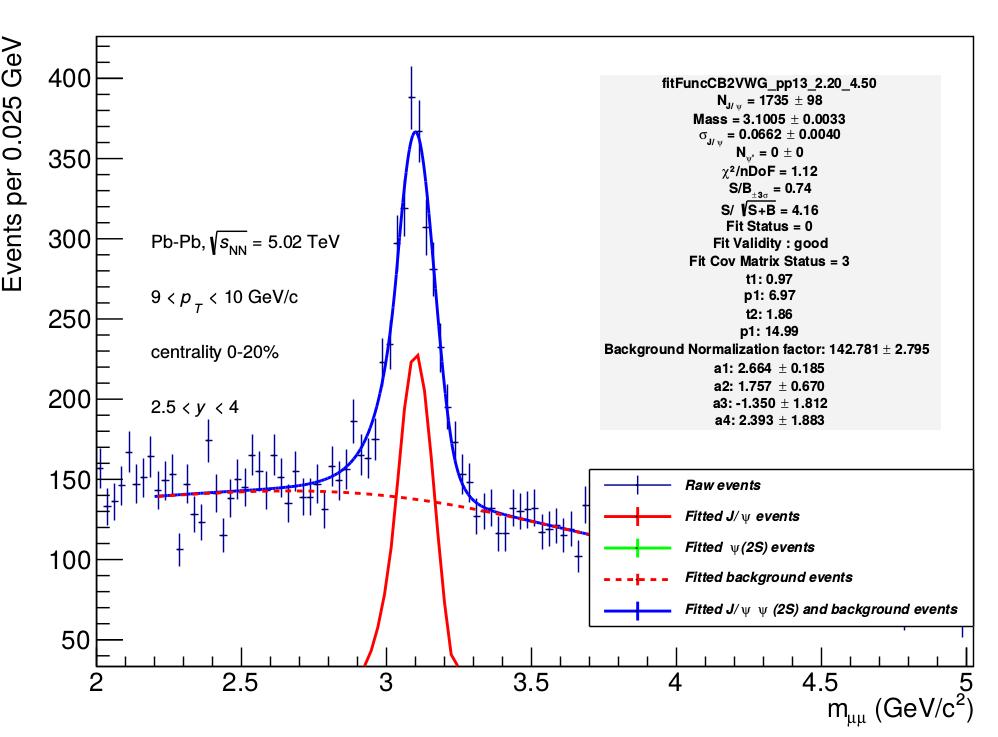 Events per 0.025 GeV
400
350
300
250
200
150
100
50
2
2.5
3
3.5
4
4.5
5
m_μμ (GeV/c²)
Pb-Pb, √s_NN = 5.02 TeV
9 < p_T < 10 GeV/c
centrality 0-20%
2.5 < y < 4
fitFuncCB2VWG_pp13_2.20_4.50
N_J/ψ = 1735 ± 98
Mass = 3.1005 ± 0.0033
σ_J/ψ = 0.0662 ± 0.0040
N_ψ' = 0 ± 0
χ²/nDoF = 1.12
S/B_±3σ = 0.74
S/ √S+B = 4.16
Fit Status = 0
Fit Validity : good
Fit Cov Matrix Status = 3
t1: 0.97
p1: 6.97
t2: 1.86
p1: 14.99
Background Normalization factor: 142.781 ± 2.795
a1: 2.664 ± 0.185
a2: 1.757 ± 0.670
a3: -1.350 ± 1.812
a4: 2.393 ± 1.883
Raw events
Fitted J/ψ events
Fitted ψ(2S) events
Fitted background events
Fitted J/ψ ψ (2S) and background events